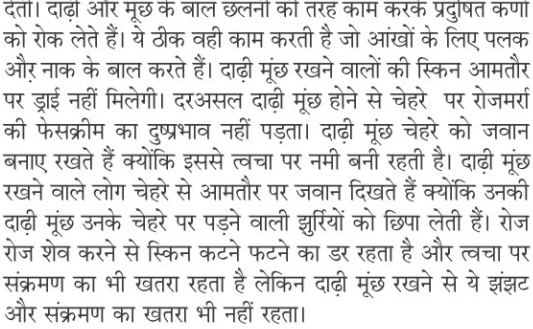 देती। दाढ़ी और मूंछ के बाल छलनी की तरह काम करके प्रदुषित कणों
को रोक लेते हैं। ये ठीक वही काम करती है जो आंखों के लिए पलक
और नाक के बाल करते हैं। दाढ़ी मूंछ रखने वालों की स्किन आमतौर
पर ड्राई नहीं मिलेगी। दरअसल दाढ़ी मूंछ होने से चेहरे पर रोजमर्रा
की फेसक्रीम का दुष्प्रभाव नहीं पड़ता। दाढ़ी मूंछ चेहरे को जवान
बनाए रखते हैं क्योंकि इससे त्वचा पर नमी बनी रहती है। दाढ़ी मूंछ
रखने वाले लोग चेहरे से आमतौर पर जवान दिखते हैं क्योंकि उनकी
दाढ़ी मूंछ उनके चेहरे पर पड़ने वाली झुर्रियों को छिपा लेती हैं। रोज
रोज शेव करने से स्किन कटने फटने का डर रहता है और त्वचा पर
संक्रमण का भी खतरा रहता है लेकिन दाढ़ी मूंछ रखने से ये झंझट
और संक्रमण का खतरा भी नहीं रहता।